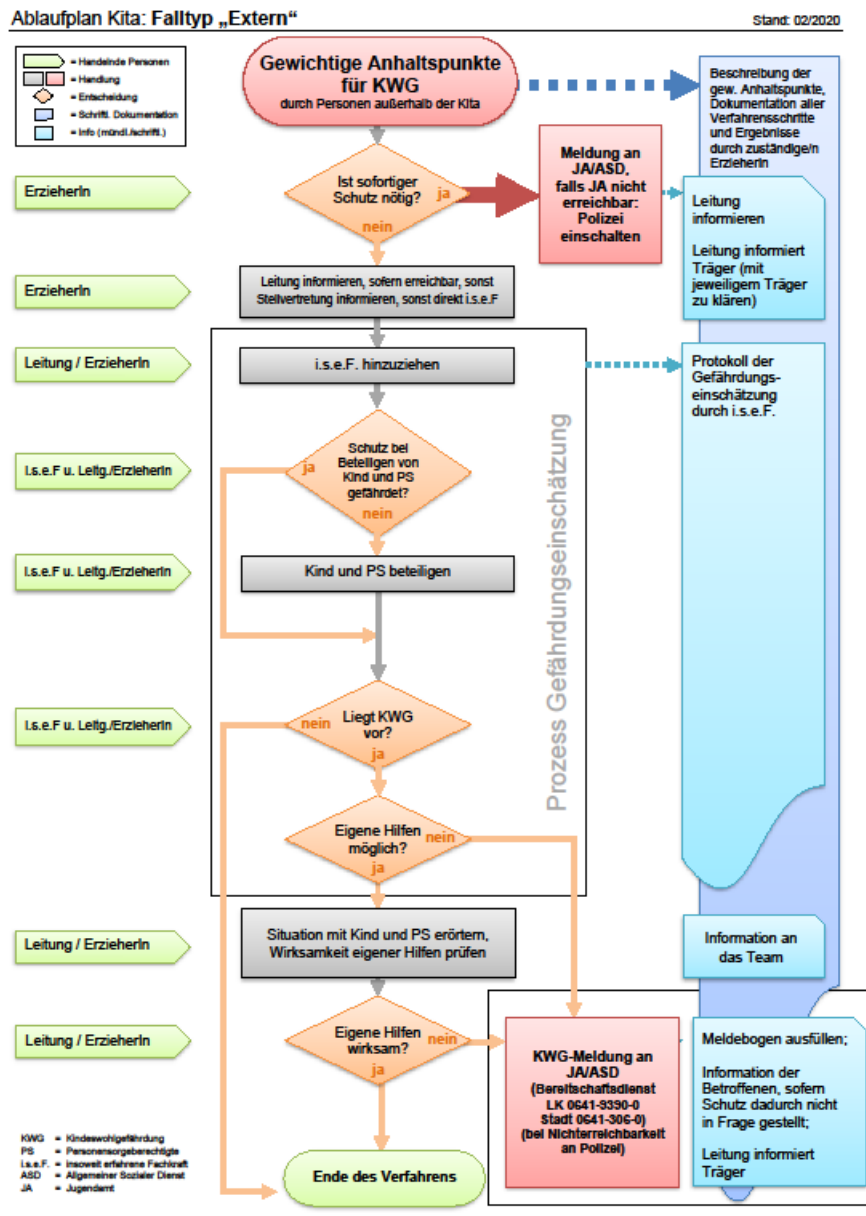 Ablaufplan Kita: Falltyp „Extern“
Stand: 02/2020
= Handelnde Personen
= Handlung
= Entscheidung
= Schriftl. Dokumentation
= Info (mündl./schriftl.)
Gewichtige Anhaltspunkte
für KWG
durch Personen außerhalb der Kita
Beschreibung der
gew. Anhaltspunkte,
Dokumentation aller
Verfahrensschritte
und Ergebnisse
durch zuständige/n
ErzieherIn
ErzieherIn
Ist sofortiger
Schutz nötig?
ja
nein
Meldung an
JA/ASD,
falls JA nicht
erreichbar:
Polizei
einschalten
Leitung
informieren
Leitung informiert
Träger (mit
jeweiligem Träger
zu klären)
ErzieherIn
Leitung informieren, sofern erreichbar, sonst
Stellvertretung informieren, sonst direkt i.s.e.F
Leitung / ErzieherIn
i.s.e.F. hinzuziehen
Protokoll der
Gefährdungs-
einschätzung
durch i.s.e.F.
Prozess Gefährdungseinschätzung
I.s.e.F u. Leitg./ErzieherIn
Schutz bei
Beteiligen von
Kind und PS
gefährdet?
ja
nein
I.s.e.F u. Leitg./ErzieherIn
Kind und PS beteiligen
I.s.e.F u. Leitg./ErzieherIn
Liegt KWG
vor?
nein
ja
Eigene Hilfen
möglich?
nein
ja
Leitung / ErzieherIn
Situation mit Kind und PS erörtern,
Wirksamkeit eigener Hilfen prüfen
Information an
das Team
Leitung / ErzieherIn
Eigene Hilfen
wirksam?
nein
ja
KWG-Meldung an
JA/ASD
(Bereitschaftsdienst
LK 0641-9390-0
Stadt 0641-306-0)
(bei Nichterreichbarkeit
an Polizei)
Meldebogen ausfüllen;
Information der
Betroffenen, sofern
Schutz dadurch nicht
in Frage gestellt;
Leitung informiert
Träger
Ende des Verfahrens
KWG = Kindeswohlgefährdung
PS = Personensorgeberechtigte
I.s.e.F. = insoweit erfahrene Fachkraft
ASD = Allgemeiner Sozialer Dienst
JA = Jugendamt